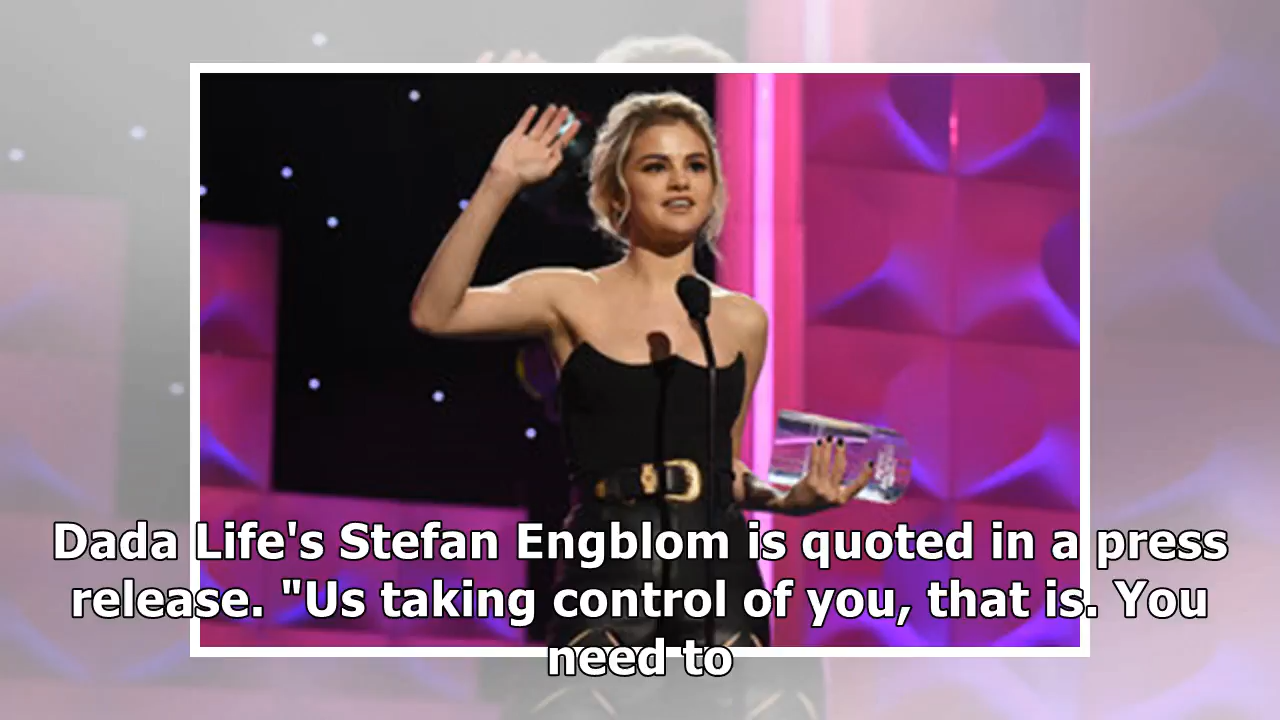 Dada Life's Stefan Engblom is quoted in a press
release. "Us taking control of you, that is. You
need to